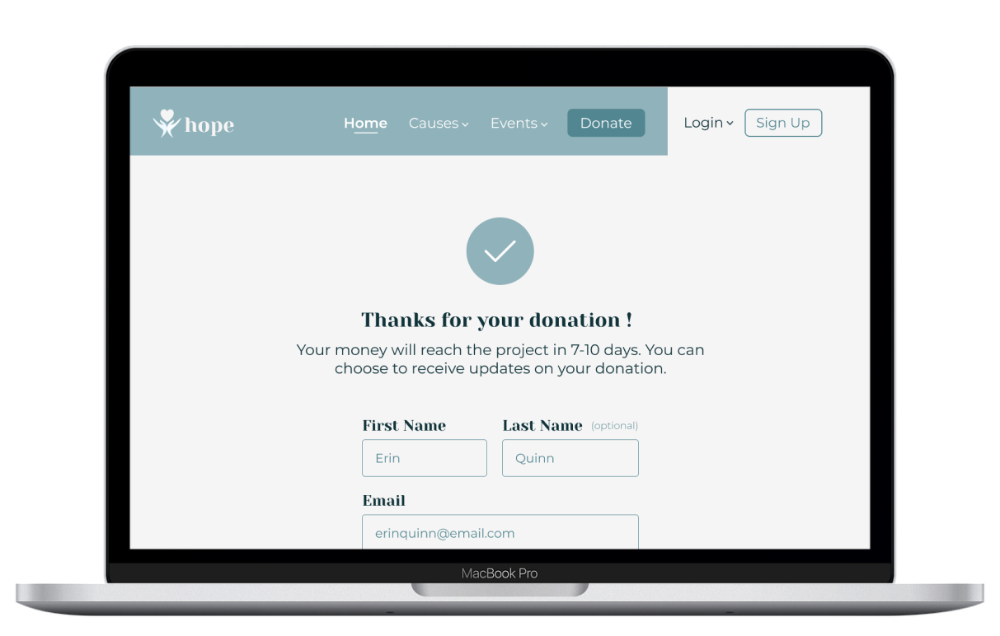 hope
Home Causes Events Donate Login Sign Up
Thanks for your donation !
Your money will reach the project in 7-10 days. You can
choose to receive updates on your donation.
First Name Last Name (optional)
Erin Quinn
Email
erinquinn@email.com
MacBook Pro